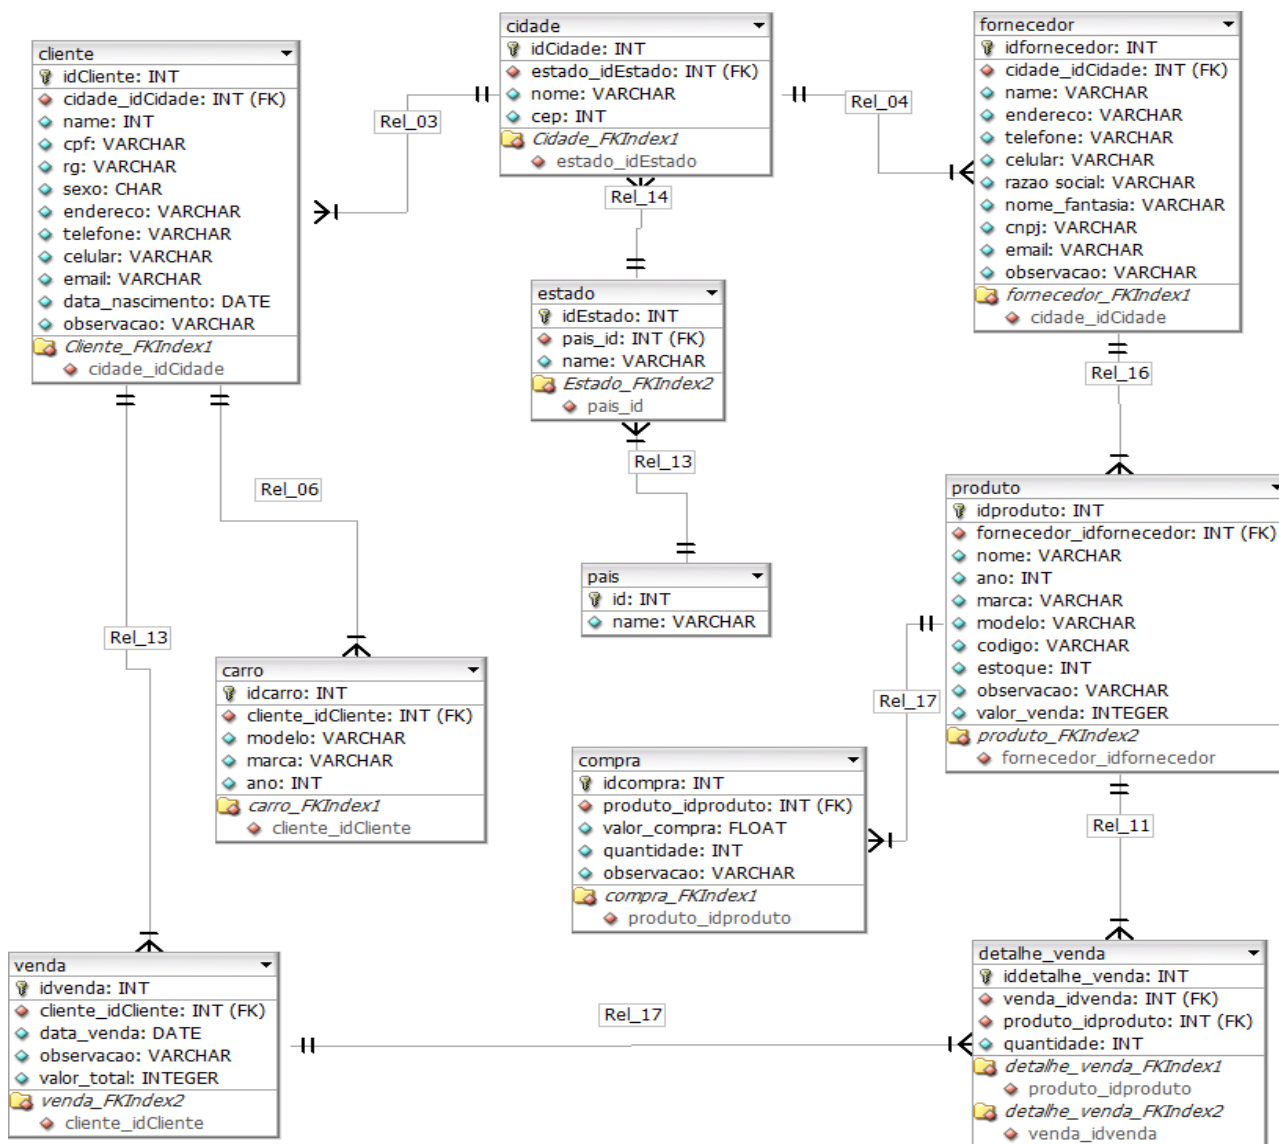 cliente
idCliente: INT
cidade_idCidade: INT (FK)
name: INT
cpf: VARCHAR
rg: VARCHAR
sexo: CHAR
endereco: VARCHAR
telefone: VARCHAR
celular: VARCHAR
email: VARCHAR
data_nascimento: DATE
observacao: VARCHAR
Cliente_FKIndex1
cidade_idCidade
Rel_03
cidade
idCidade: INT
estado_idEstado: INT (FK)
nome: VARCHAR
cep: INT
Cidade_FKIndex1
estado_idEstado
Rel_04
Rel_14
fornecedor
idfornecedor: INT
cidade_idCidade: INT (FK)
name: VARCHAR
endereco: VARCHAR
telefone: VARCHAR
celular: VARCHAR
razao social: VARCHAR
nome_fantasia: VARCHAR
cnpj: VARCHAR
email: VARCHAR
observacao: VARCHAR
fornecedor_FKIndex1
cidade_idCidade
estado
idEstado: INT
pais_id: INT (FK)
name: VARCHAR
Estado_FKIndex2
pais_id
Rel_16
Rel_06
Rel_13
pais
id: INT
name: VARCHAR
produto
idproduto: INT
fornecedor_idfornecedor: INT (FK)
nome: VARCHAR
ano: INT
marca: VARCHAR
modelo: VARCHAR
codigo: VARCHAR
estoque: INT
observacao: VARCHAR
valor_venda: INTEGER
produto_FKIndex2
fornecedor_idfornecedor
Rel_13
carro
idcarro: INT
cliente_idCliente: INT (FK)
modelo: VARCHAR
marca: VARCHAR
ano: INT
carro_FKIndex1
cliente_idCliente
Rel_17
compra
idcompra: INT
produto_idproduto: INT (FK)
valor_compra: FLOAT
quantidade: INT
observacao: VARCHAR
compra_FKIndex1
produto_idproduto
Rel_11
venda
idvenda: INT
cliente_idCliente: INT (FK)
data_venda: DATE
observacao: VARCHAR
valor_total: INTEGER
venda_FKIndex2
cliente_idCliente
Rel_17
detalhe_venda
iddetalhe_venda: INT
venda_idvenda: INT (FK)
produto_idproduto: INT (FK)
quantidade: INT
detalhe_venda_FKIndex1
produto_idproduto
detalhe_venda_FKIndex2
venda_idvenda